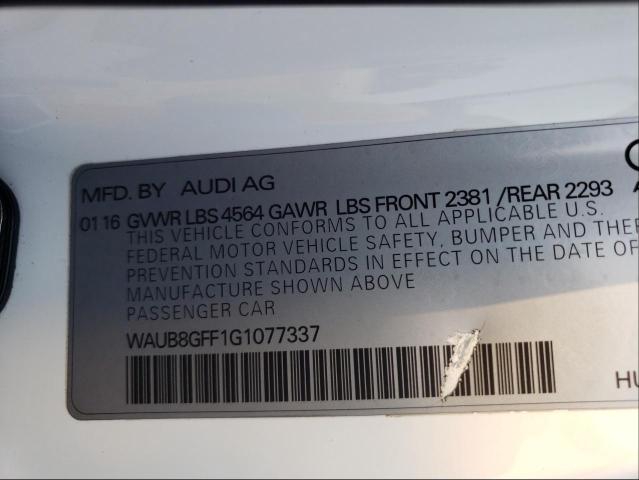 MFD. BY AUDI AG
01 16 GVWR LBS 4564 GAWR LBS FRONT 2381 / REAR 2293
THIS VEHICLE CONFORMS TO ALL APPLICABLE U.S.
FEDERAL MOTOR VEHICLE SAFETY, BUMPER AND THEF
PREVENTION STANDARDS IN EFFECT ON THE DATE OF
MANUFACTURE SHOWN ABOVE
PASSENGER CAR
WAUB8GFF1G1077337
HU